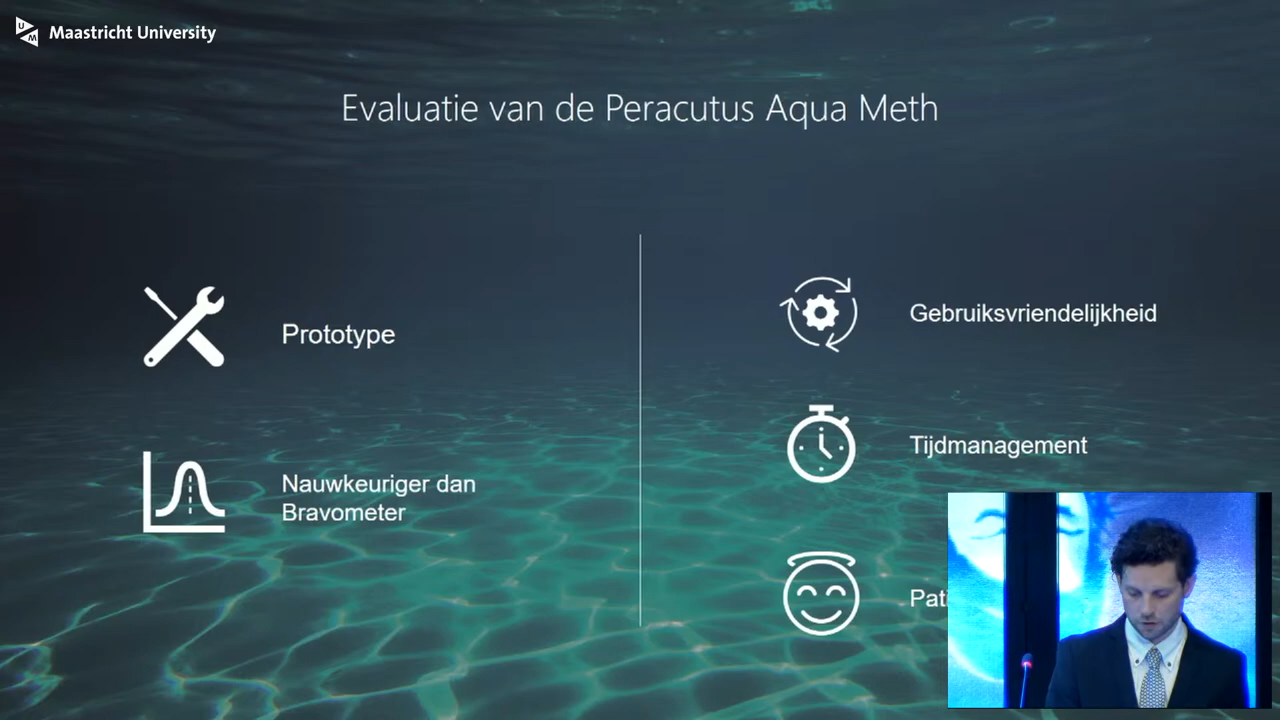 Maastricht University
Evaluatie van de Peracutus Aqua Meth
Prototype
Nauwkeuriger dan
Bravometer
Gebruiksvriendelijkheid
Tijdmanagement